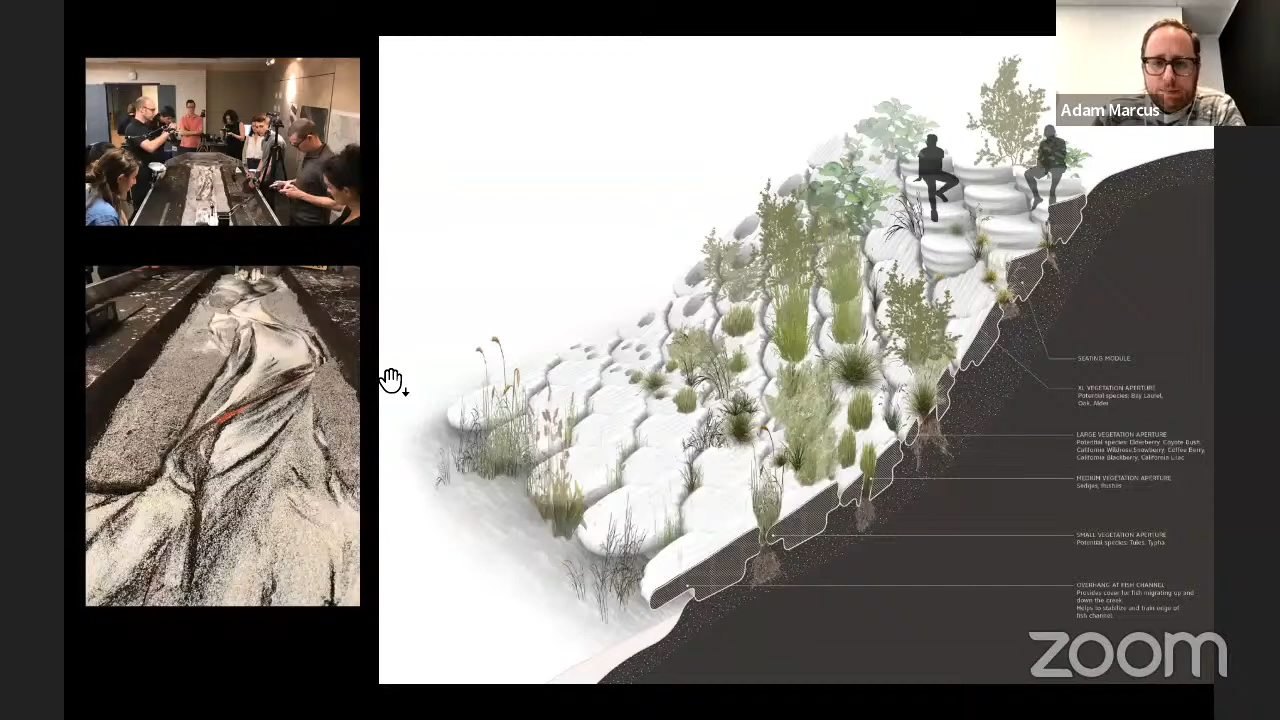 Adam Marcus
SEATING MODULE
XL VEGETATION APERTURE
Potential species: Bay Laurel,
Oak, Alder
LARGE VEGETATION APERTURE
Potential species: Elderberry, Coyote Bush
California Wildrose, Snowberry, Coffee Berry,
California Blackberry, California Lilac
MEDIUM VEGETATION APERTURE
Sedges, Rushes
SMALL VEGETATION APERTURE
Potential species: Tules, Typha
OVERHANG AT FISH CHANNEL
Provides cover for fish migrating up and
down the creek.
Helps to stabilize and train edge of
fish channel.
zoom